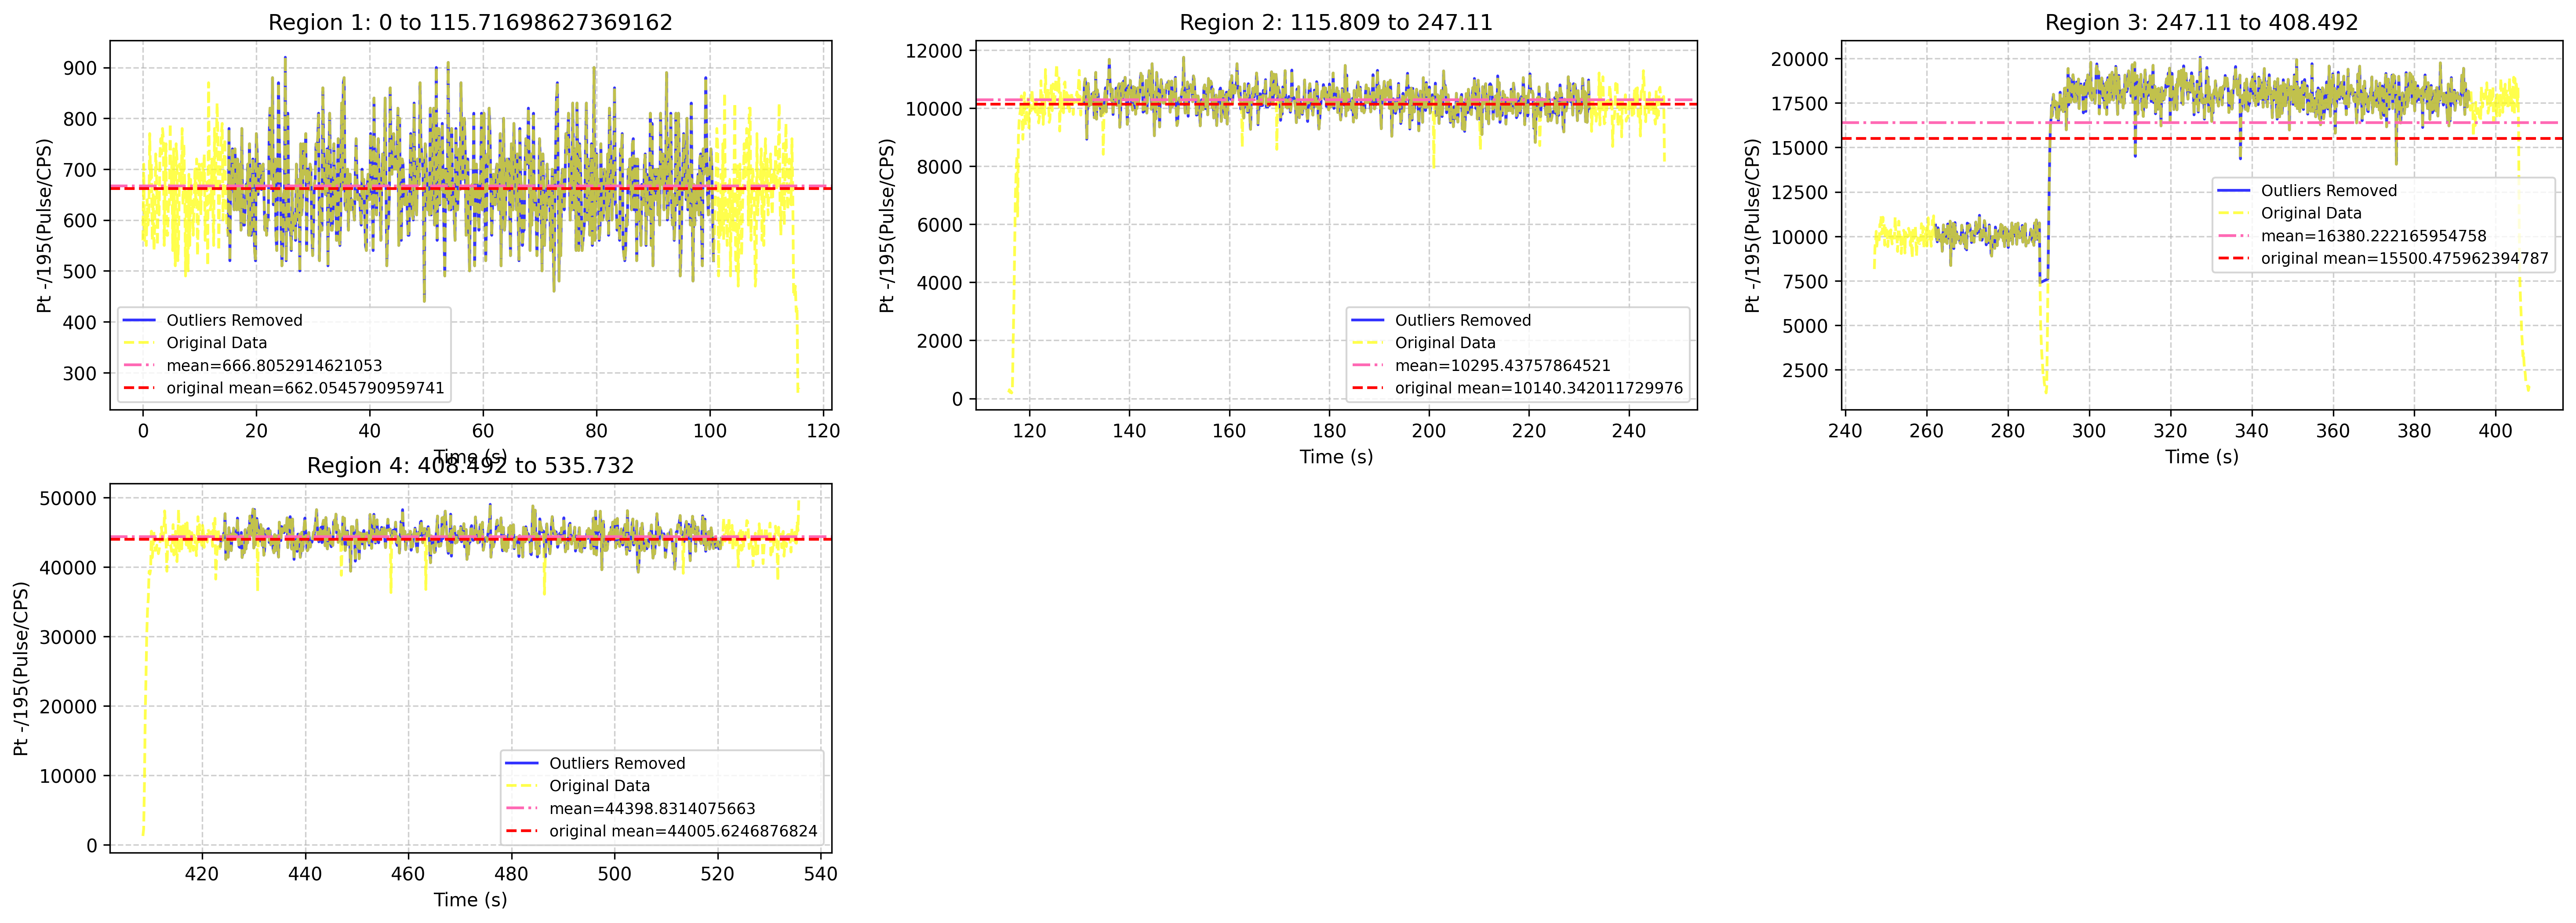 Region 1: 0 to 115.71698627369162
Pt -/195(Pulse/CPS)
900
800
700
600
500
400
300
Outliers Removed
Original Data
mean=666.8052914621053
original mean=662.0545790959741
0 20 40 60 80 100 120
Time (s)
Region 2: 115.809 to 247.11
Pt -/195(Pulse/CPS)
12000
10000
8000
6000
4000
2000
0
Outliers Removed
Original Data
mean=10295.43757864521
original mean=10140.342011729976
120 140 160 180 200 220 240
Time (s)
Region 3: 247.11 to 408.492
Pt -/195(Pulse/CPS)
20000
17500
15000
12500
10000
7500
5000
2500
Outliers Removed
Original Data
mean=16380.222165954758
original mean=15500.475962394787
240 260 280 300 320 340 360 380 400
Time (s)
Region 4: 408.492 to 535.732
Pt -/195(Pulse/CPS)
50000
40000
30000
20000
10000
0
Outliers Removed
Original Data
mean=44398.8314075663
original mean=44005.6246876824
420 440 460 480 500 520 540
Time (s)